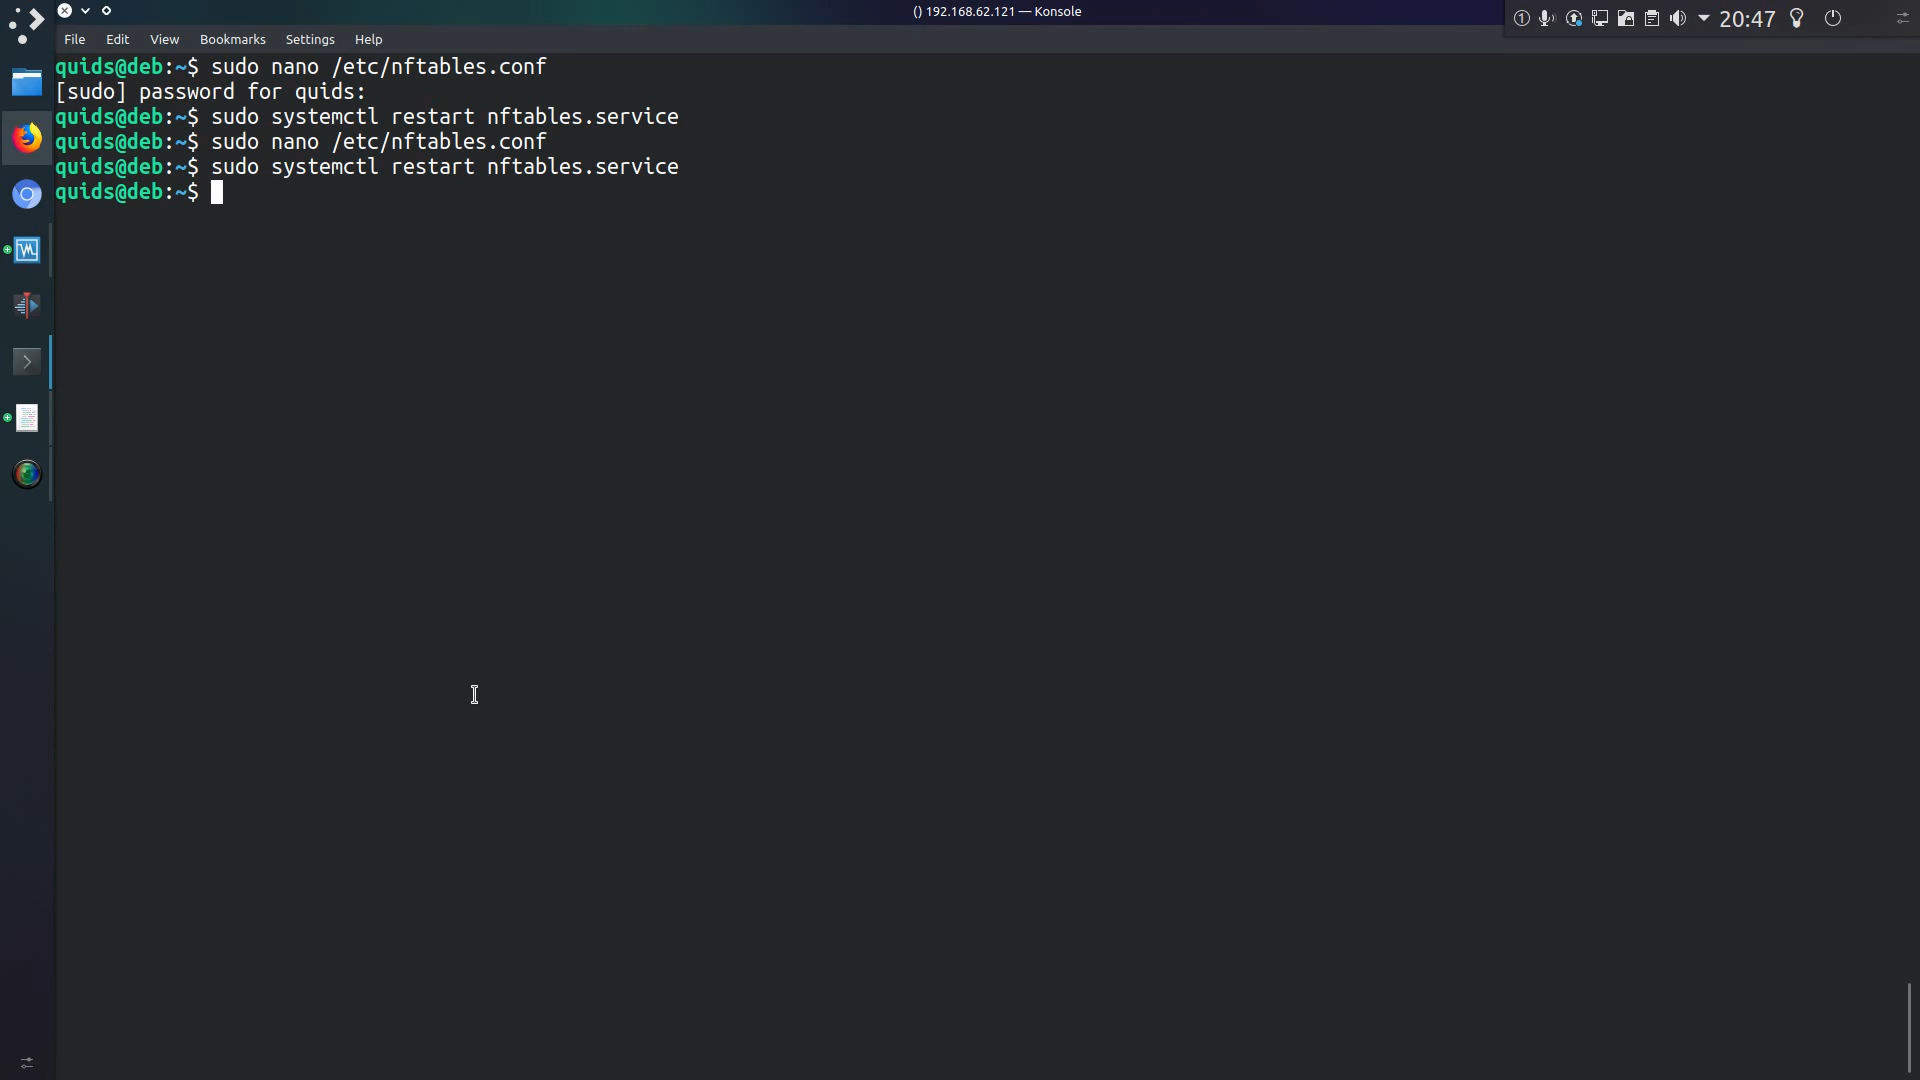 () 192.168.62.121 — Konsole
20:47
File Edit View Bookmarks Settings Help
quids@deb:~$ sudo nano /etc/nftables.conf
[sudo] password for quids:
quids@deb:~$ sudo systemctl restart nftables.service
quids@deb:~$ sudo nano /etc/nftables.conf
quids@deb:~$ sudo systemctl restart nftables.service
quids@deb:~$